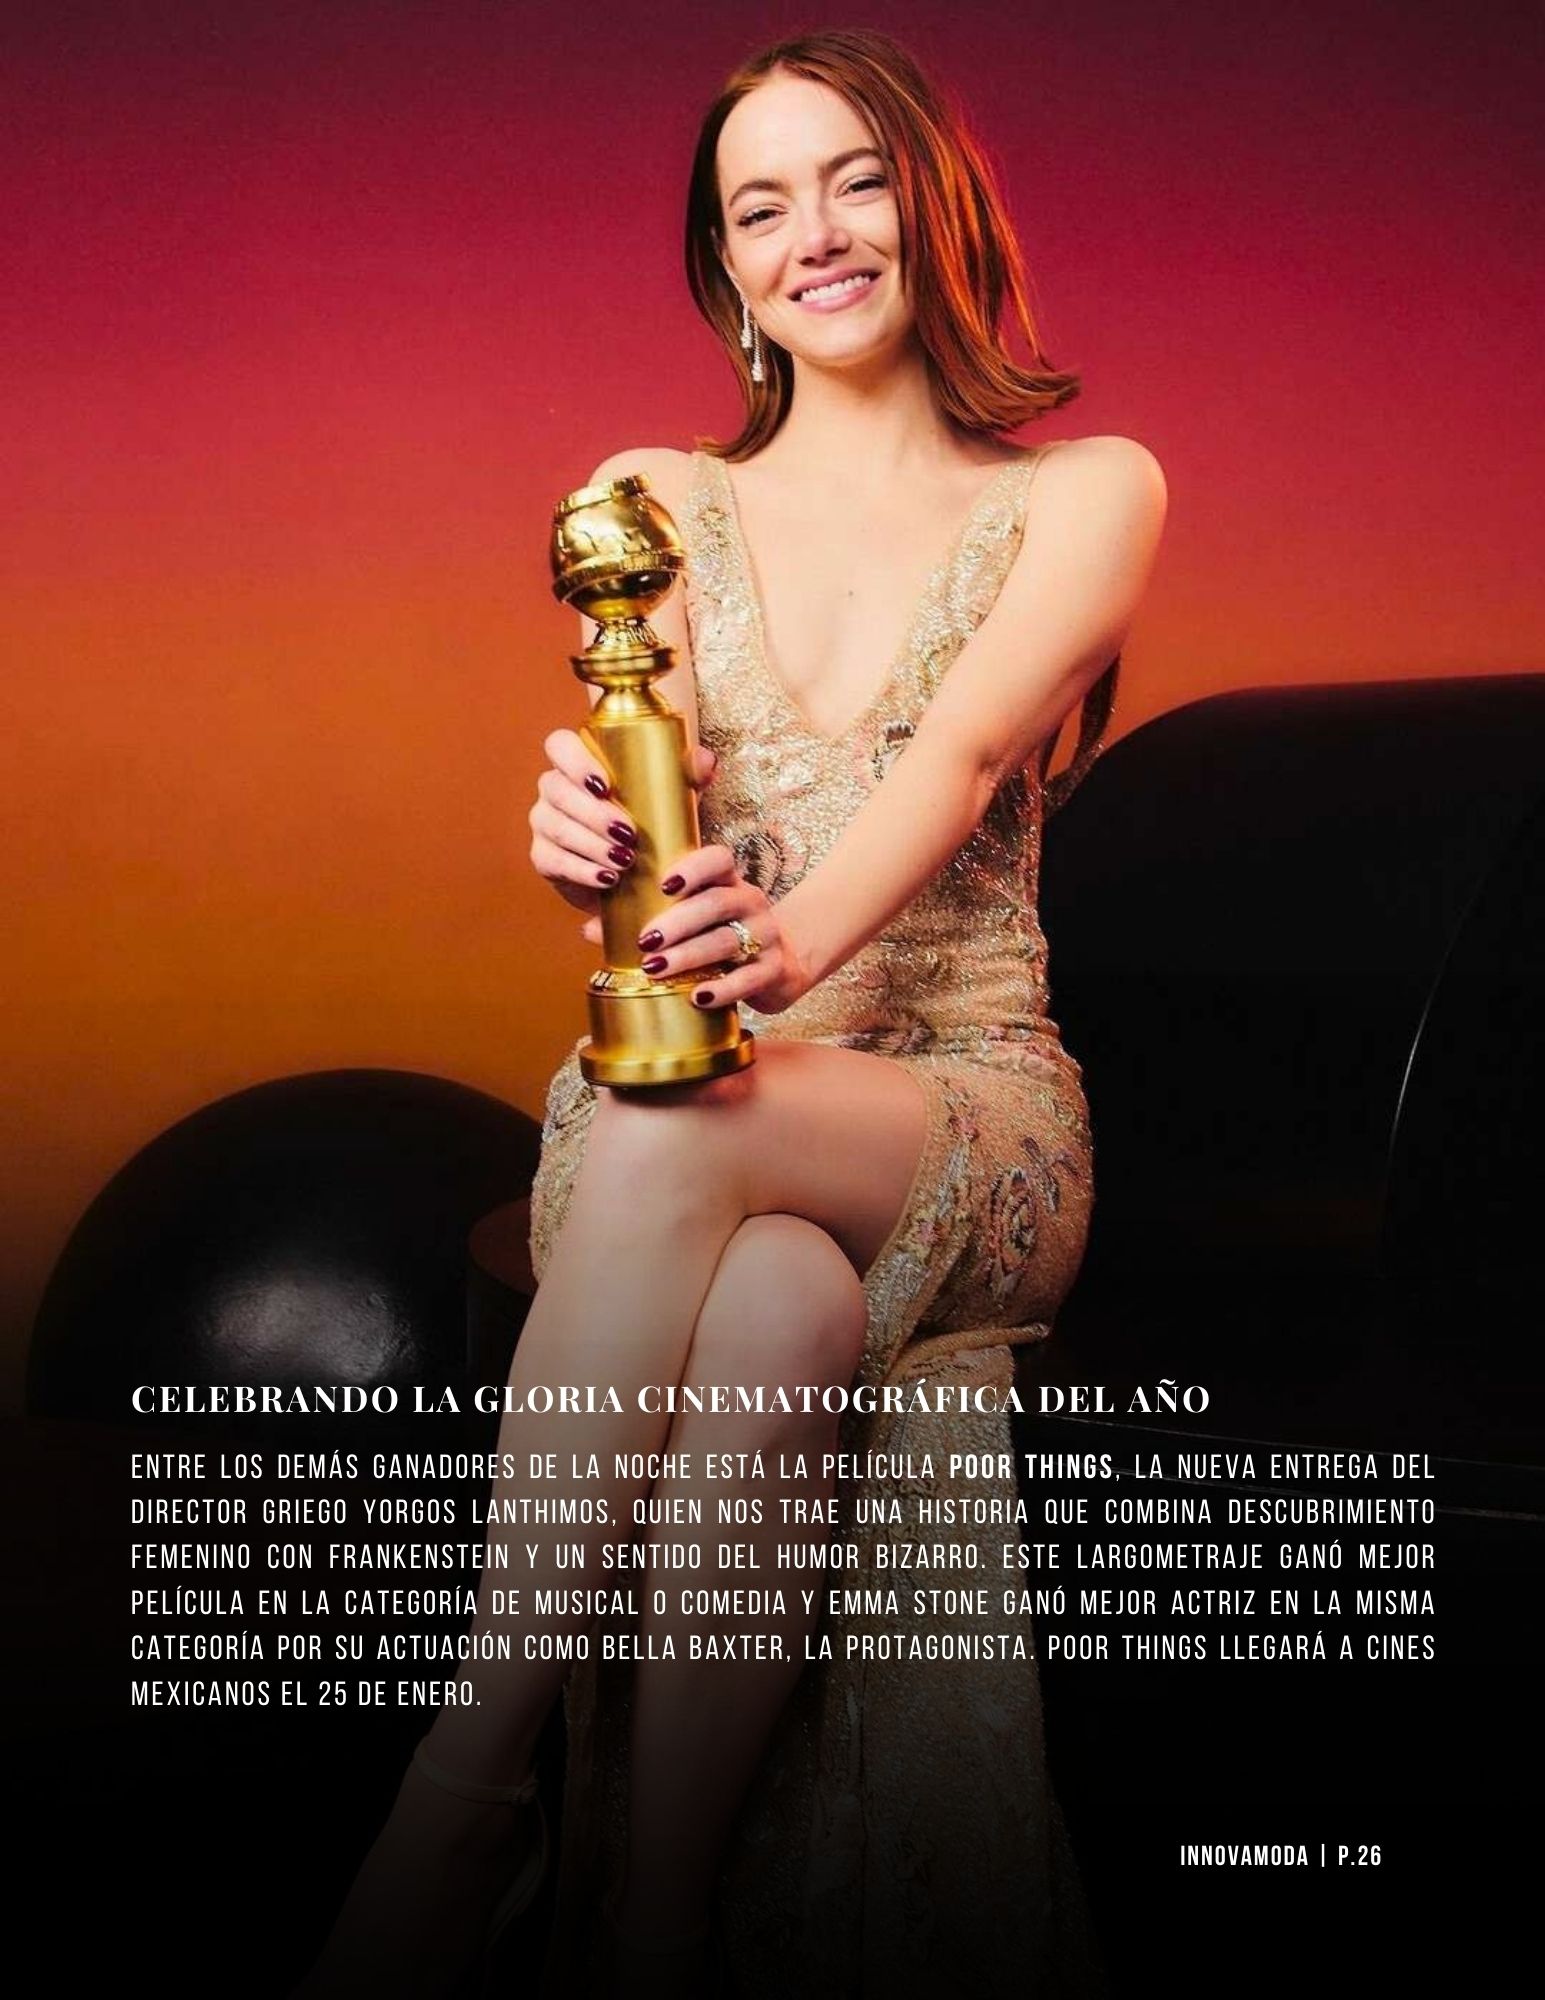 CELEBRANDO LA GLORIA CINEMATOGRÁFICA DEL AÑO
ENTRE LOS DEMÁS GANADORES DE LA NOCHE ESTÁ LA PELÍCULA POOR THINGS, LA NUEVA ENTREGA DEL
DIRECTOR GRIEGO YORGOS LANTHIMOS, QUIEN NOS TRAE UNA HISTORIA QUE COMBINA DESCUBRIMIENTO
FEMENINO CON FRANKENSTEIN Y UN SENTIDO DEL HUMOR BIZARRO. ESTE LARGOMETRAJE GANÓ MEJOR
PELÍCULA EN LA CATEGORÍA DE MUSICAL O COMEDIA Y EMMA STONE GANÓ MEJOR ACTRIZ EN LA MISMA
CATEGORÍA POR SU ACTUACIÓN COMO BELLA BAXTER, LA PROTAGONISTA. POOR THINGS LLEGARÁ A CINES
MEXICANOS EL 25 DE ENERO.
INNOVAMODA | P.26